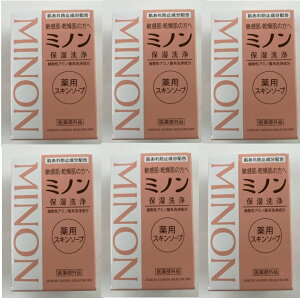 肌あれ防止成分配合
敏感肌・乾燥肌の方へ
ミノン
保湿洗浄
植物性アミノ酸系洗浄成分
薬用
スキンソープ
医薬部外品
MINON
肌あれ防止成分配合
敏感肌・乾燥肌の方へ
ミノン
保湿洗浄
植物性アミノ酸系洗浄成分
薬用
スキンソープ
医薬部外品
MINON
肌あれ防止成分配合
敏感肌・乾燥肌の方へ
ミノン
保湿洗浄
植物性アミノ酸系洗浄成分
薬用
スキンソープ
医薬部外品
MINON
肌あれ防止成分配合
敏感肌・乾燥肌の方へ
ミノン
保湿洗浄
植物性アミノ酸系洗浄成分
薬用
スキンソープ
医薬部外品
DAIICHI SANKYO HEALTHCARE
MINON
肌あれ防止成分配合
敏感肌・乾燥肌の方へ
ミノン
保湿洗浄
植物性アミノ酸系洗浄成分
薬用
スキンソープ
医薬部外品
DAIICHI SANKYO HEALTHCARE
MINON
肌あれ防止成分配合
敏感肌・乾燥肌の方へ
ミノン
保湿洗浄
植物性アミノ酸系洗浄成分
薬用
スキンソープ
医薬部外品
DAIICHI SANKYO HEALTHCARE
MINON